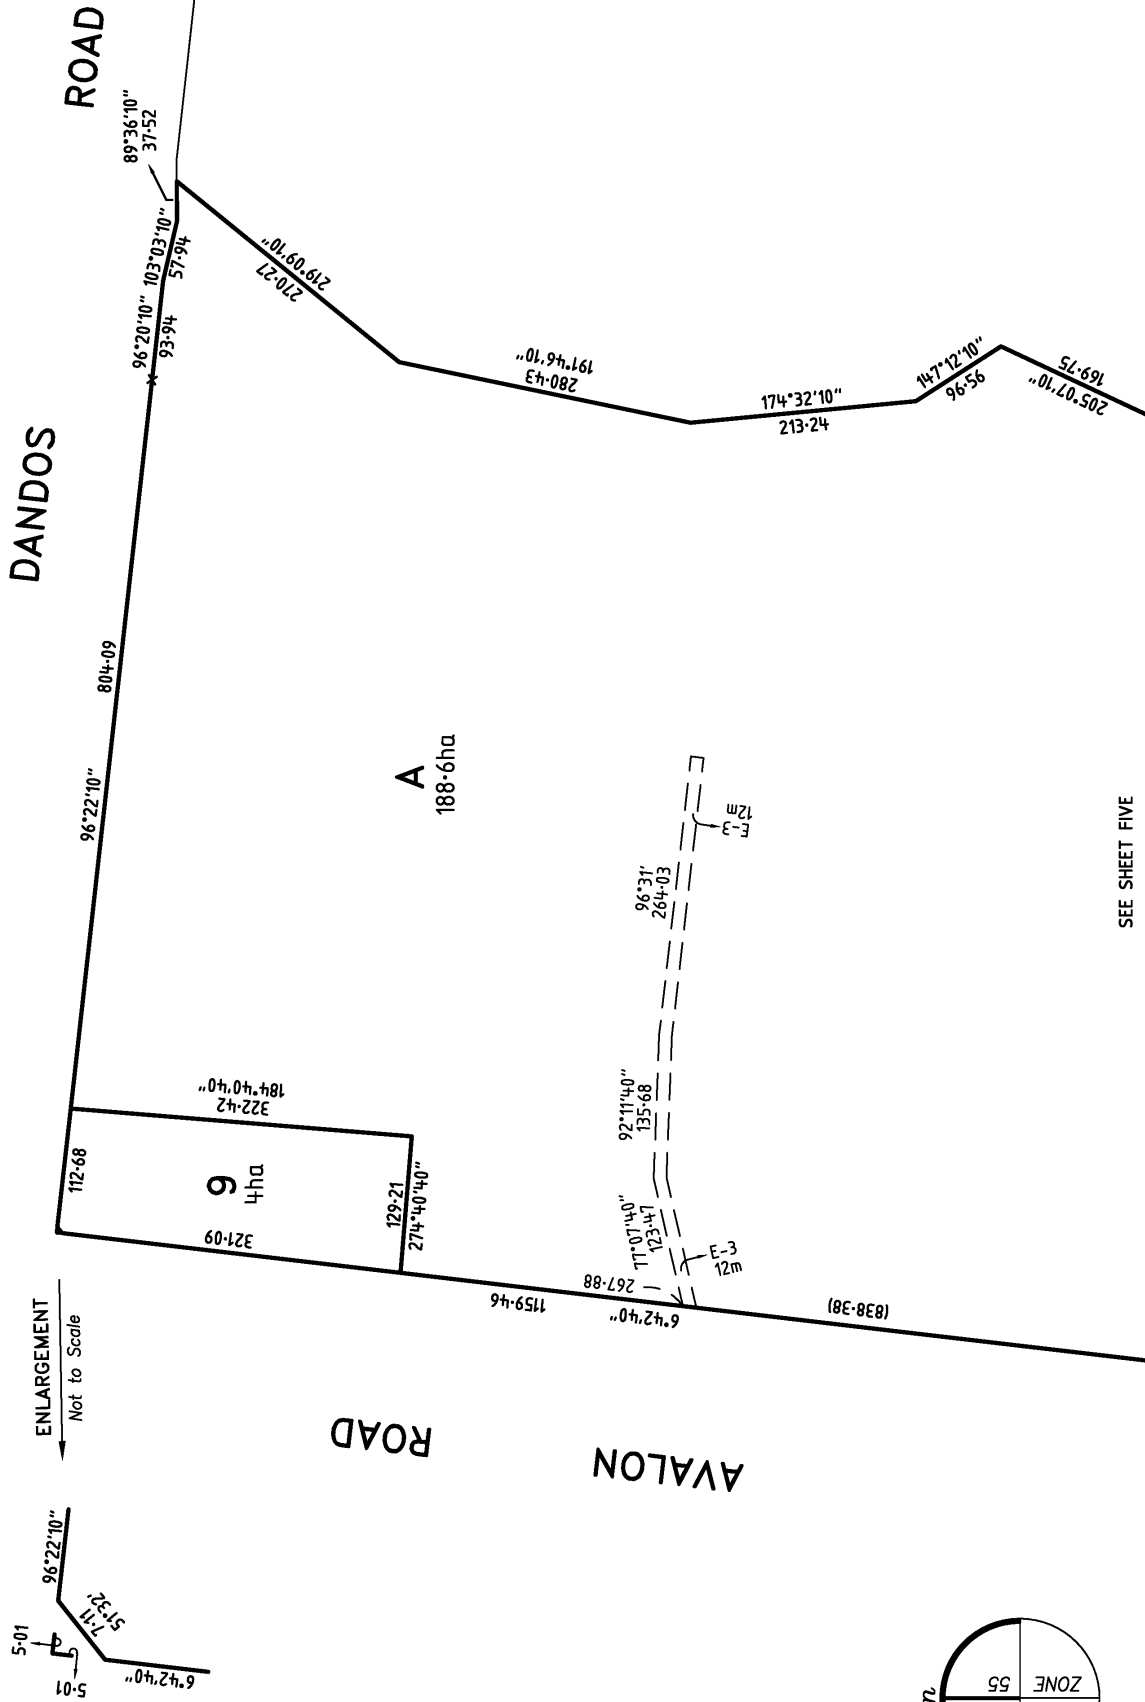 DANDOS
ROAD
89°36'10"
37·52
103°03'10"
57·94
96°20'10"
93·94
804·09
96°22'10"
270·27
219°09'10"
280·43
191°46'10"
174°32'10"
213·24
147°12'10"
96·56
169·75
205°07'10"
A
188·6ha
E-3
12m
96°31'
264·03
92°11'40"
135·68
77°07'40"
123·47
E-3
12m
SEE SHEET FIVE
322·42
184°40'40"
112·68
9
4ha
129·21
274°40'40"
321·09
1159·46
267·88
6°42'40"
(838·38)
AVALON
ROAD
ENLARGEMENT
Not to Scale
96°22'10"
7·11
51°32'
5·01
5·01
6°42'40"
55
ZONE